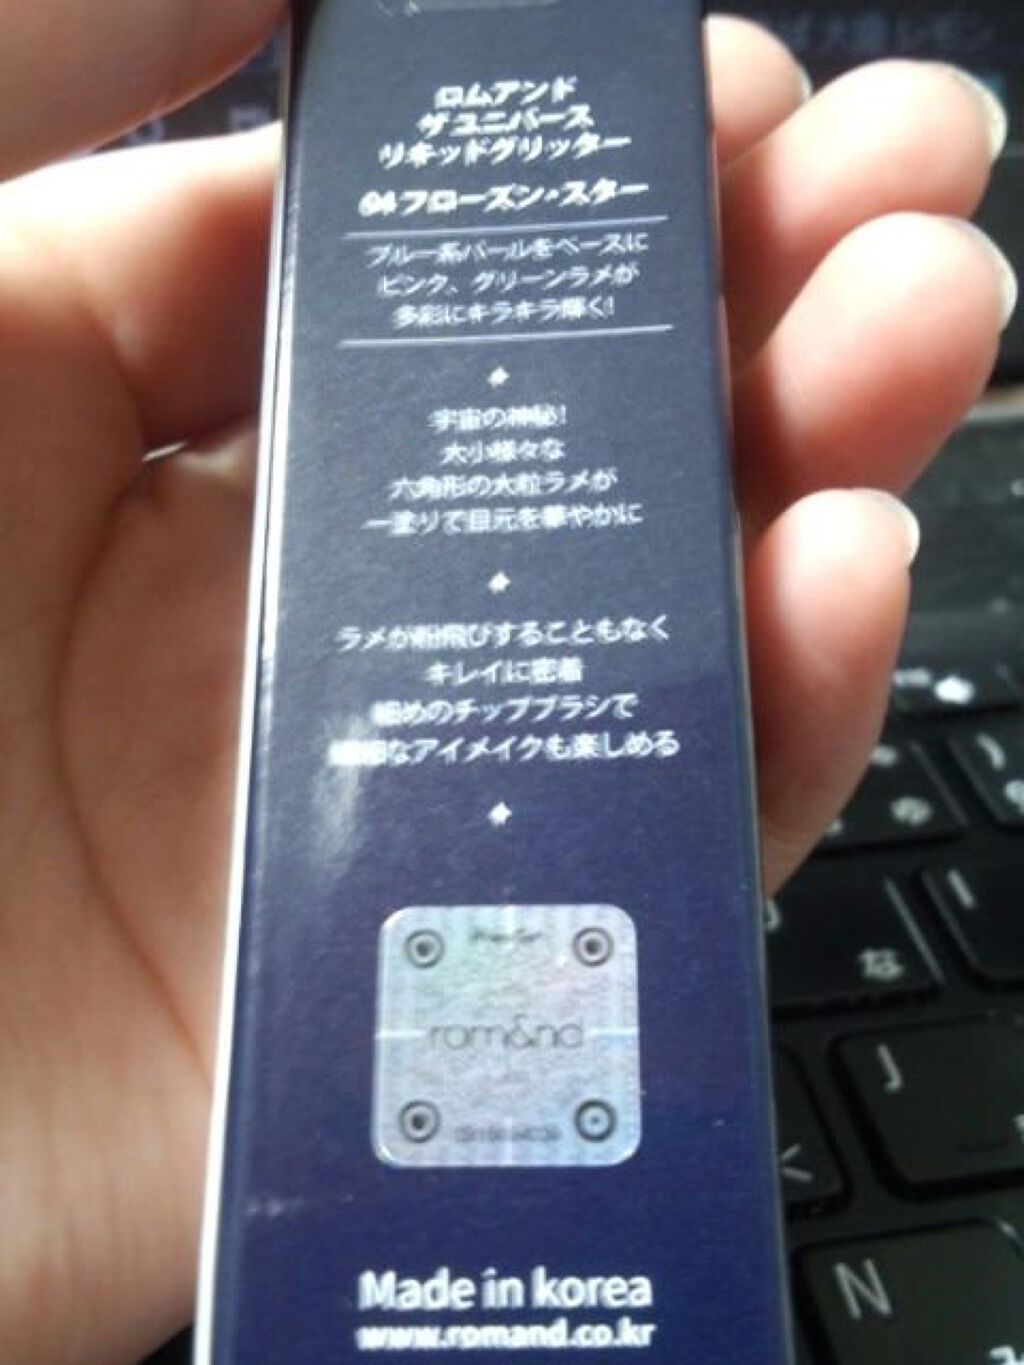 ロムアンド
ザ ユニバース
リキッドグリッター
04 フローズン・スター
ブルー系パールをベースに
ピンク、グリーンラメが
多彩にキラキラ輝く!
宇宙の神秘!
大小様々な
六角形の大粒ラメが
一塗りで目元を華やかに
ラメが粉飛びすることもなく
キレイに密着
細めのチップブラシで
繊細なアイメイクも楽しめる
rom&nd
Made in korea
www.romand.co.kr
な
J
N